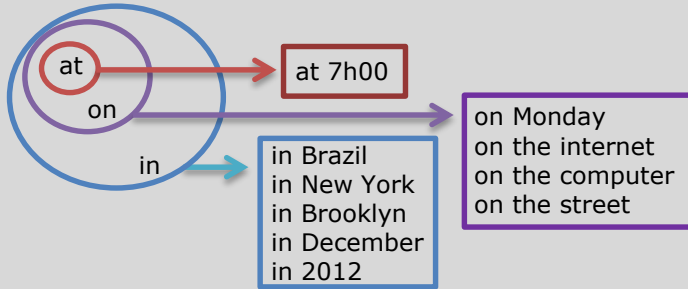 at
on
in
at 7h00
on Monday
on the internet
on the computer
on the street
in Brazil
in New York
in Brooklyn
in December
in 2012